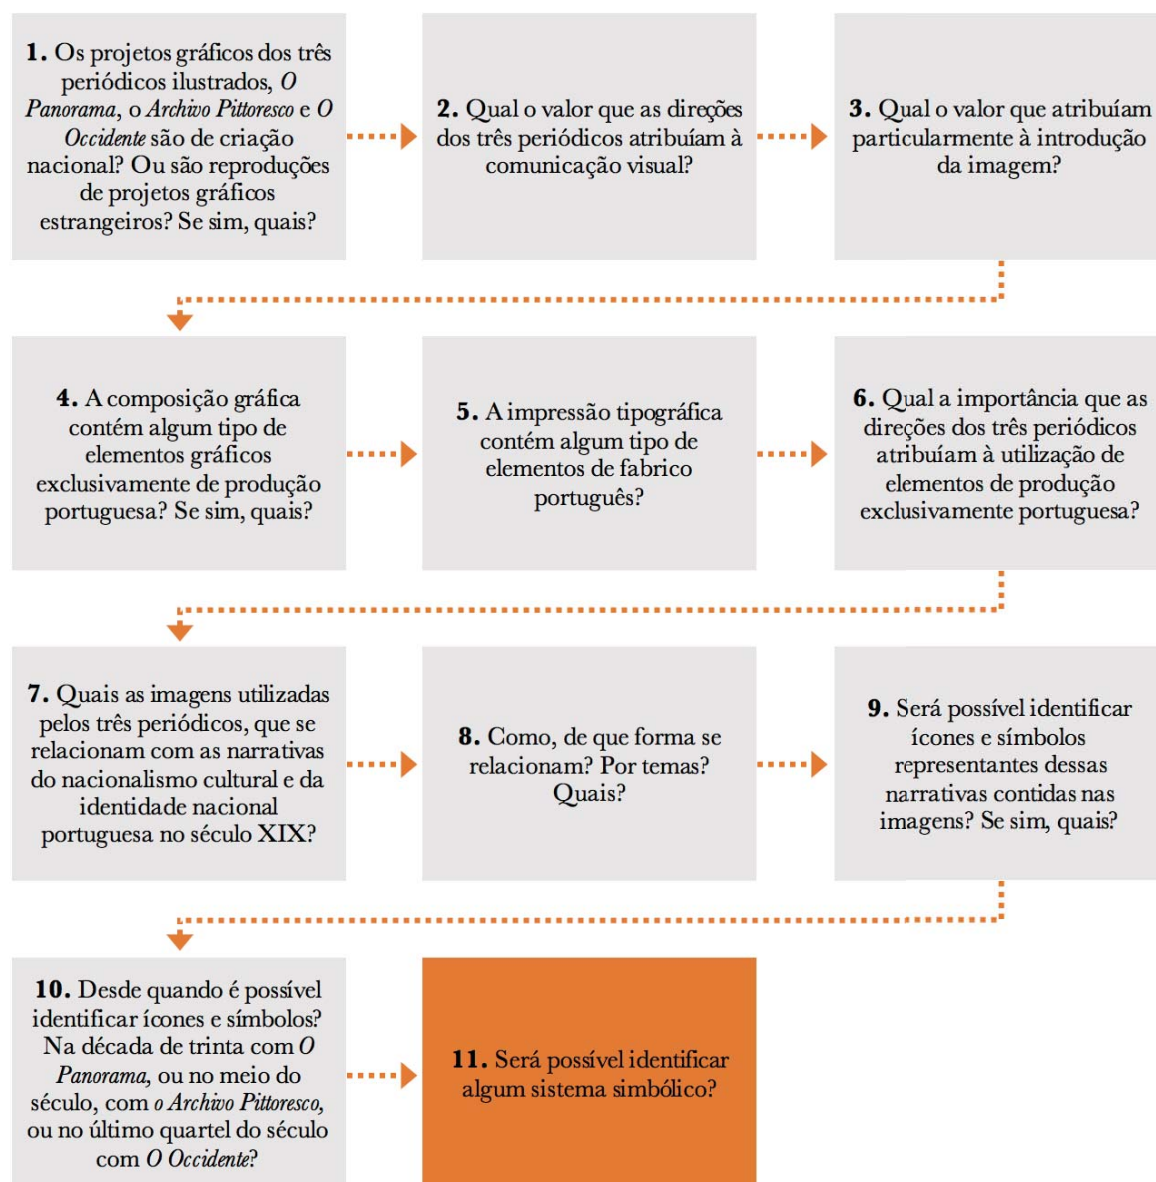 1. Os projetos gráficos dos três
periódicos ilustrados, O
Panorama, o Archivo Pittoresco e O
Occidente são de criação
nacional? Ou são reproduções
de projetos gráficos
estrangeiros? Se sim, quais?
2. Qual o valor que as direções
dos três periódicos atribuíam à
comunicação visual?
3. Qual o valor que atribuíam
particularmente à introdução
da imagem?
4. A composição gráfica
contém algum tipo de
elementos gráficos
exclusivamente de produção
portuguesa? Se sim, quais?
5. A impressão tipográfica
contém algum tipo de
elementos de fabrico
português?
6. Qual a importância que as
direções dos três periódicos
atribuíam à utilização de
elementos de produção
exclusivamente portuguesa?
7. Quais as imagens utilizadas
pelos três periódicos, que se
relacionam com as narrativas
do nacionalismo cultural e da
identidade nacional
portuguesa no século XIX?
8. Como, de que forma se
relacionam? Por temas?
Quais?
9. Será possível identificar
ícones e símbolos
representantes dessas
narrativas contidas nas
imagens? Se sim, quais?
10. Desde quando é possível
identificar ícones e símbolos?
Na década de trinta com O
Panorama, ou no meio do
século, com o Archivo Pittoresco,
ou no último quartel do século
com O Occidente?
11. Será possível identificar
algum sistema simbólico?